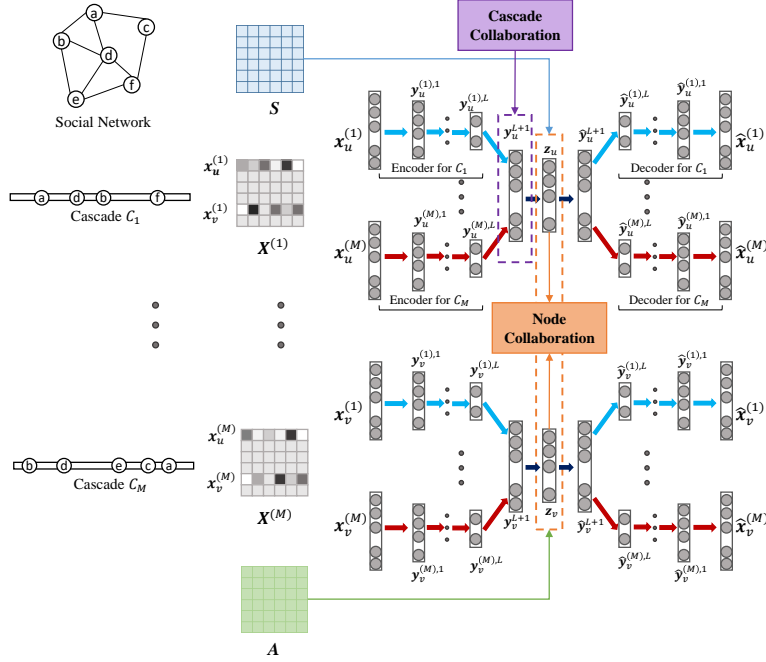 a
b
c
d
e
f
Social Network
S
Cascade
Collaboration
x_u^{(1)}
y_u^{(1),1}
y_u^{(1),L}
y_u^{L+1}
z_u
ŷ_u^{L+1}
ŷ_u^{(1),L}
ŷ_u^{(1),1}
x̂_u^{(1)}
Encoder for C_1
Decoder for C_1
a d b f
Cascade C_1
x_u^{(1)}
x_v^{(1)}
X^{(1)}
x_u^{(M)}
y_u^{(M),1}
y_u^{(M),L}
ŷ_u^{(M),L}
ŷ_u^{(M),1}
x̂_u^{(M)}
Encoder for C_M
Decoder for C_M
Node
Collaboration
x_v^{(1)}
y_v^{(1),1}
y_v^{(1),L}
ŷ_v^{(1),L}
ŷ_v^{(1),1}
x̂_v^{(1)}
b d e c a
Cascade C_M
x_u^{(M)}
x_v^{(M)}
X^{(M)}
x_v^{(M)}
y_v^{(M),1}
y_v^{(M),L}
y_v^{L+1}
z_v
ŷ_v^{L+1}
ŷ_v^{(M),L}
ŷ_v^{(M),1}
x̂_v^{(M)}
A